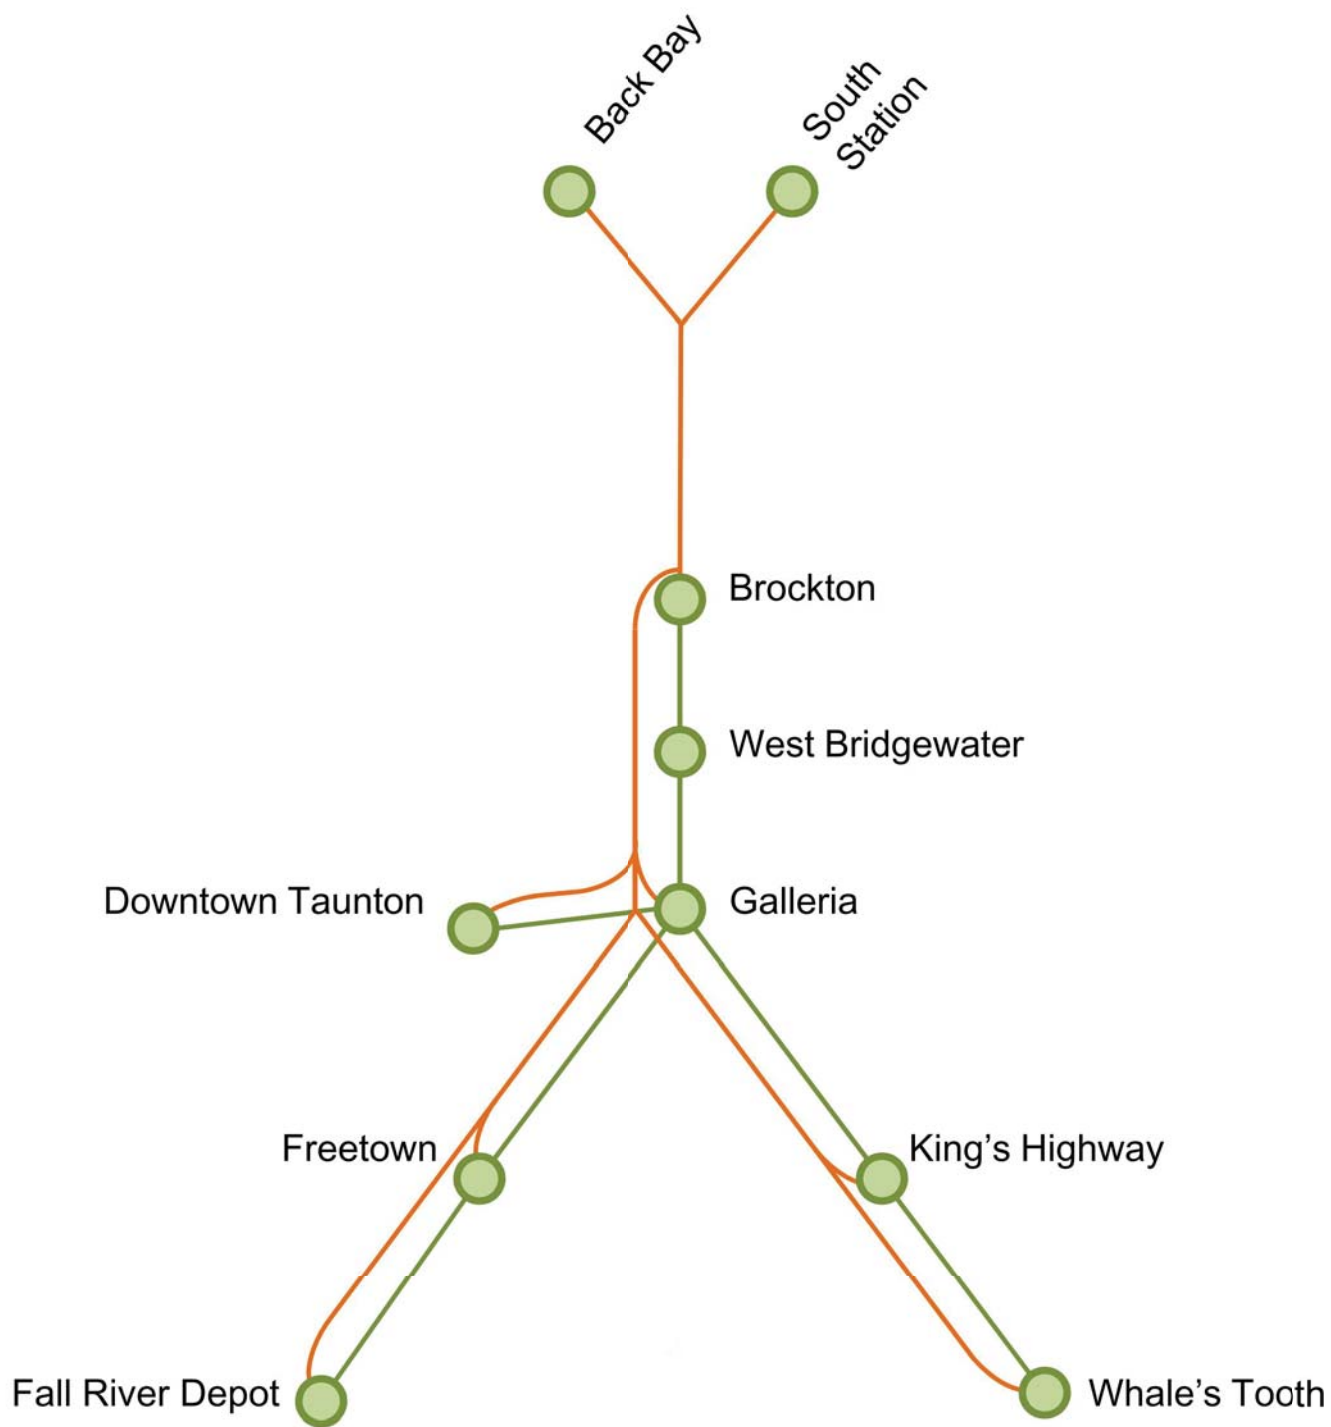 Back Bay
South
Station
Brockton
West Bridgewater
Downtown Taunton
Galleria
Freetown
King’s Highway
Fall River Depot
Whale’s Tooth